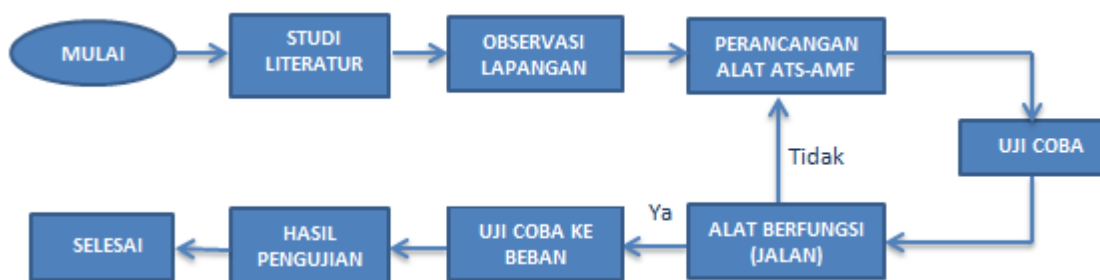 MULAI
STUDI
LITERATUR
OBSERVASI
LAPANGAN
PERANCANGAN
ALAT ATS-AMF
UJI COBA
ALAT BERFUNGSI
(JALAN)
Tidak
Ya
UJI COBA KE
BEBAN
HASIL
PENGUJIAN
SELESAI